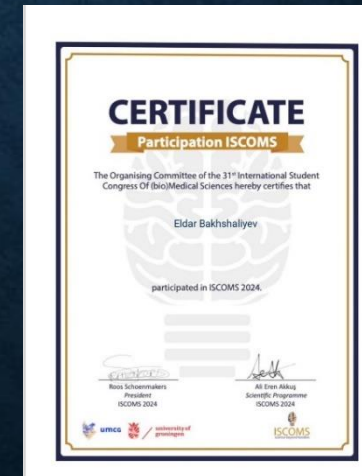 CERTIFICATE
Participation ISCOMS
The Organising Committee of the 31st International Student
Congress Of (bio)Medical Sciences hereby certifies that
Eldar Bakhshaliyev
participated in ISCOMS 2024.
Roos Schoenmakers
President
ISCOMS 2024
Ali Eren Akkuş
Scientific Programme
ISCOMS 2024
umcg
university of
groningen
ISCOMS